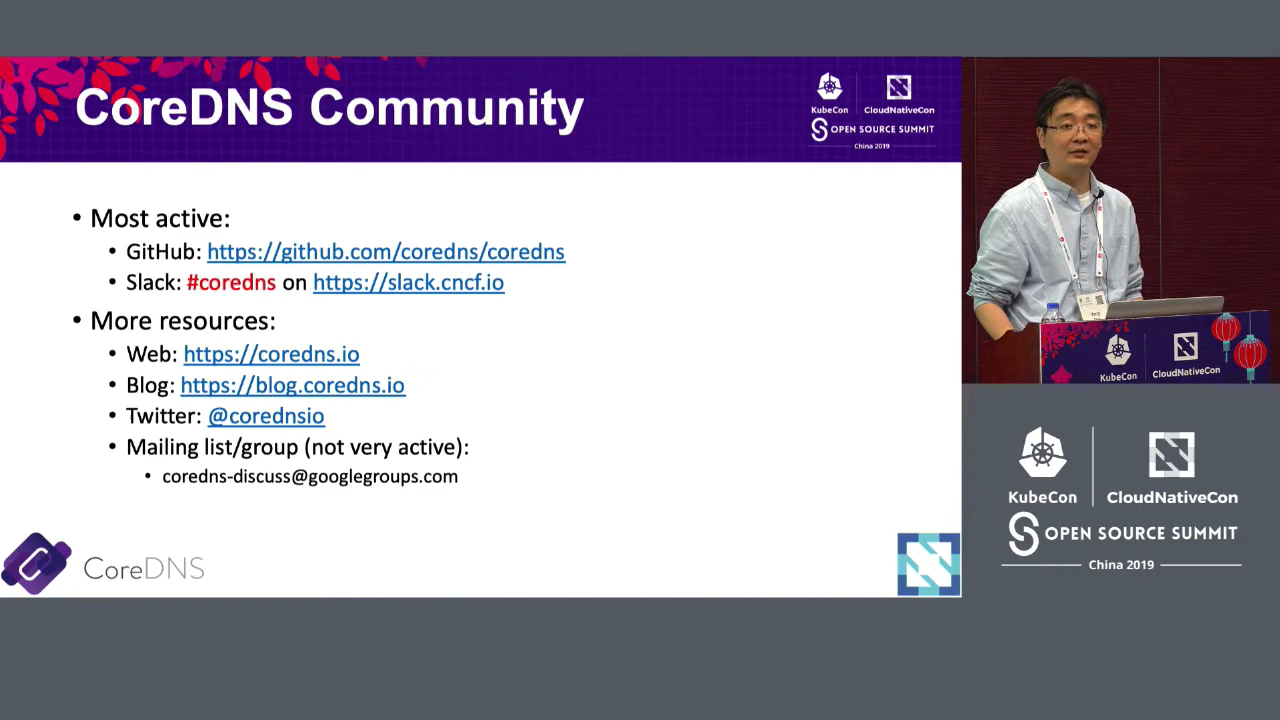 CoreDNS Community
KubeCon
CloudNativeCon
OPEN SOURCE SUMMIT
China 2019
• Most active:
• GitHub: https://github.com/coredns/coredns
• Slack: #coredns on https://slack.cncf.io
• More resources:
• Web: https://coredns.io
• Blog: https://blog.coredns.io
• Twitter: @corednsio
• Mailing list/group (not very active):
• coredns-discuss@googlegroups.com
CoreDNS
KubeCon
CloudNativeCon
KubeCon
CloudNativeCon
OPEN SOURCE SUMMIT
China 2019